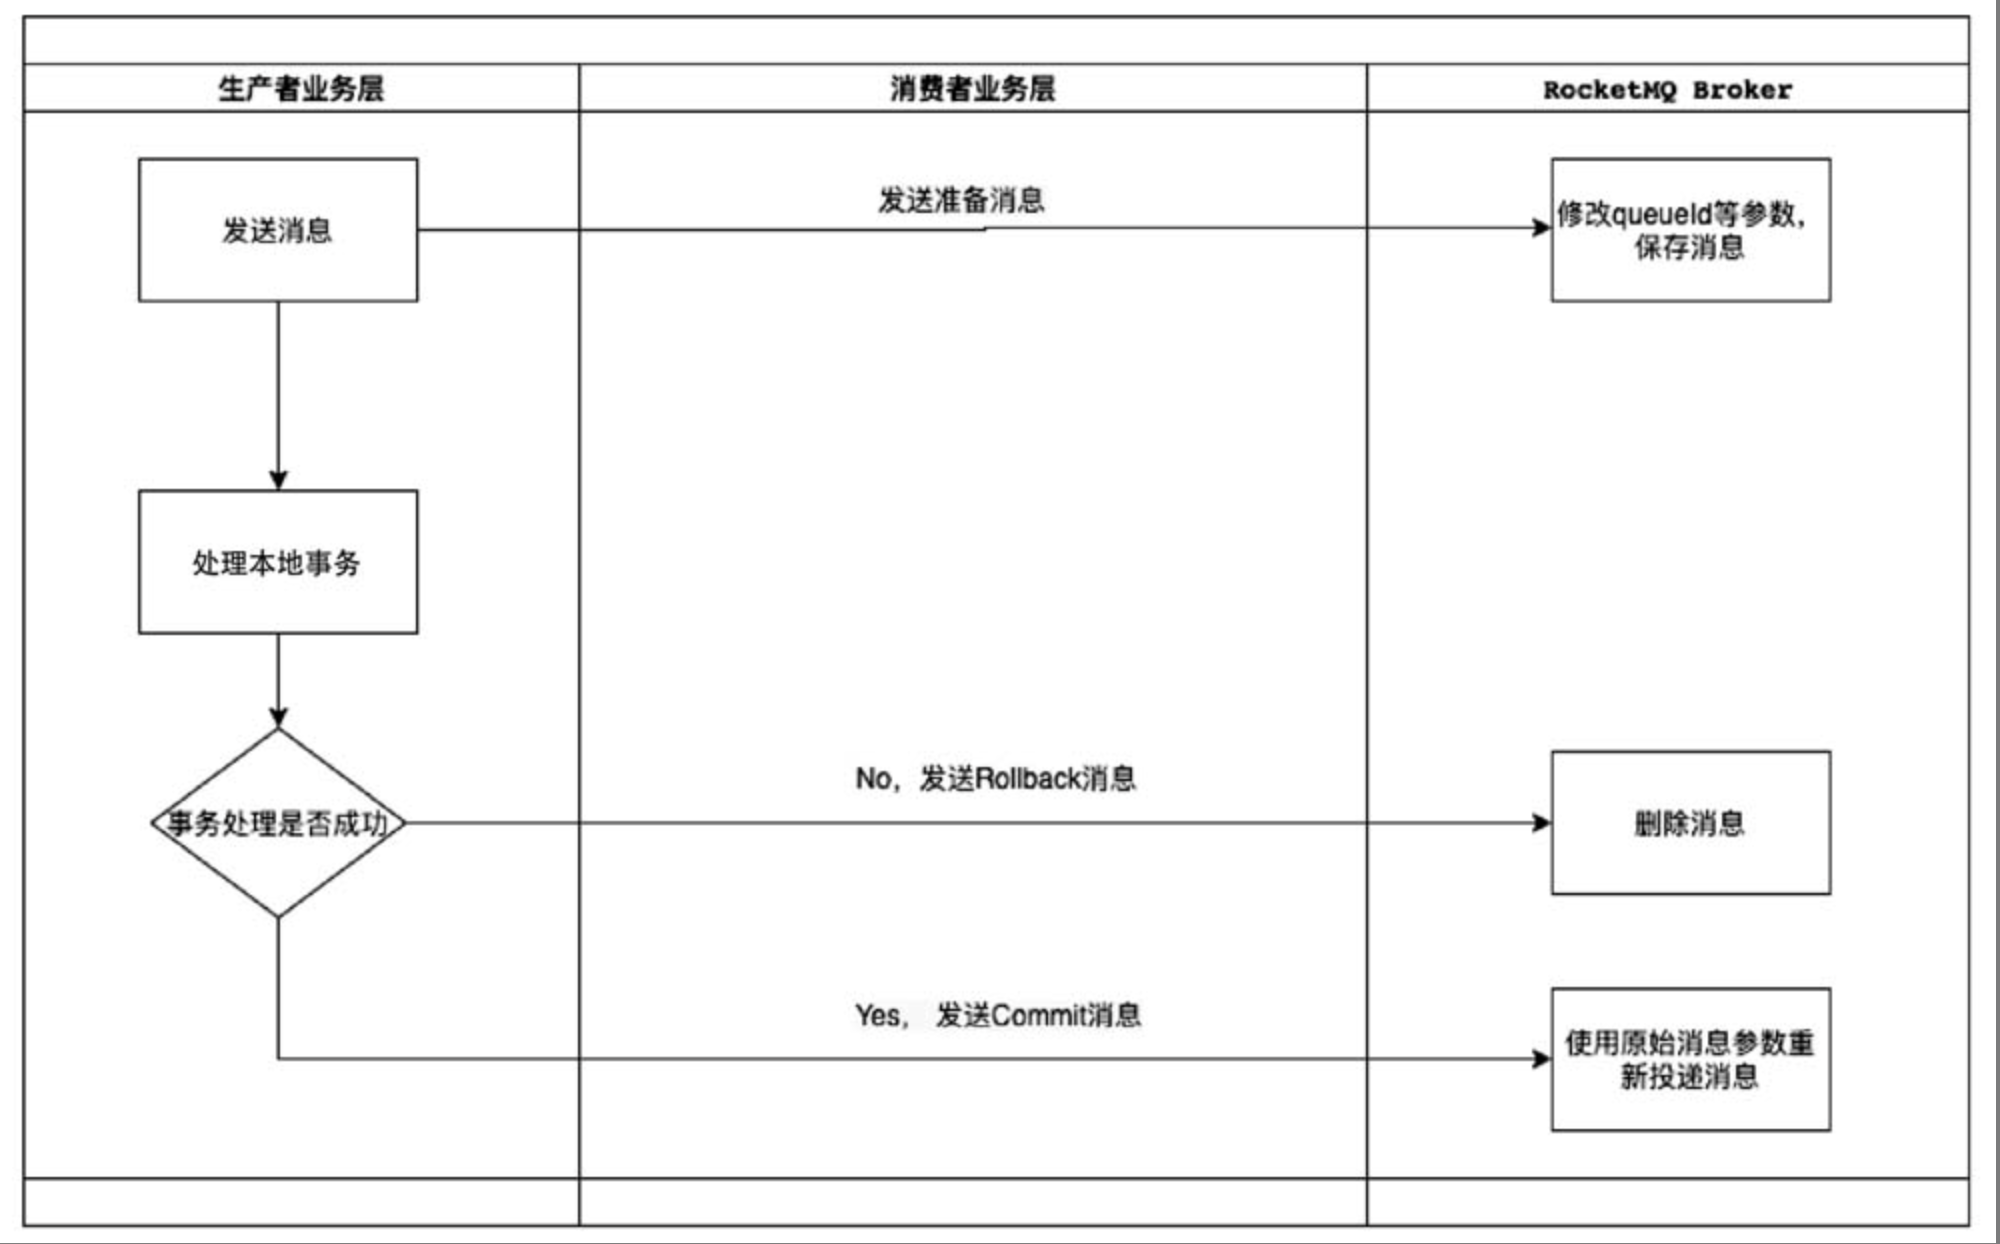 生产者业务层
消费者业务层
RocketMQ Broker
发送消息
发送准备消息
修改queueId等参数，
保存消息
处理本地事务
事务处理是否成功
No，发送Rollback消息
删除消息
Yes， 发送Commit消息
使用原始消息参数重
新投递消息